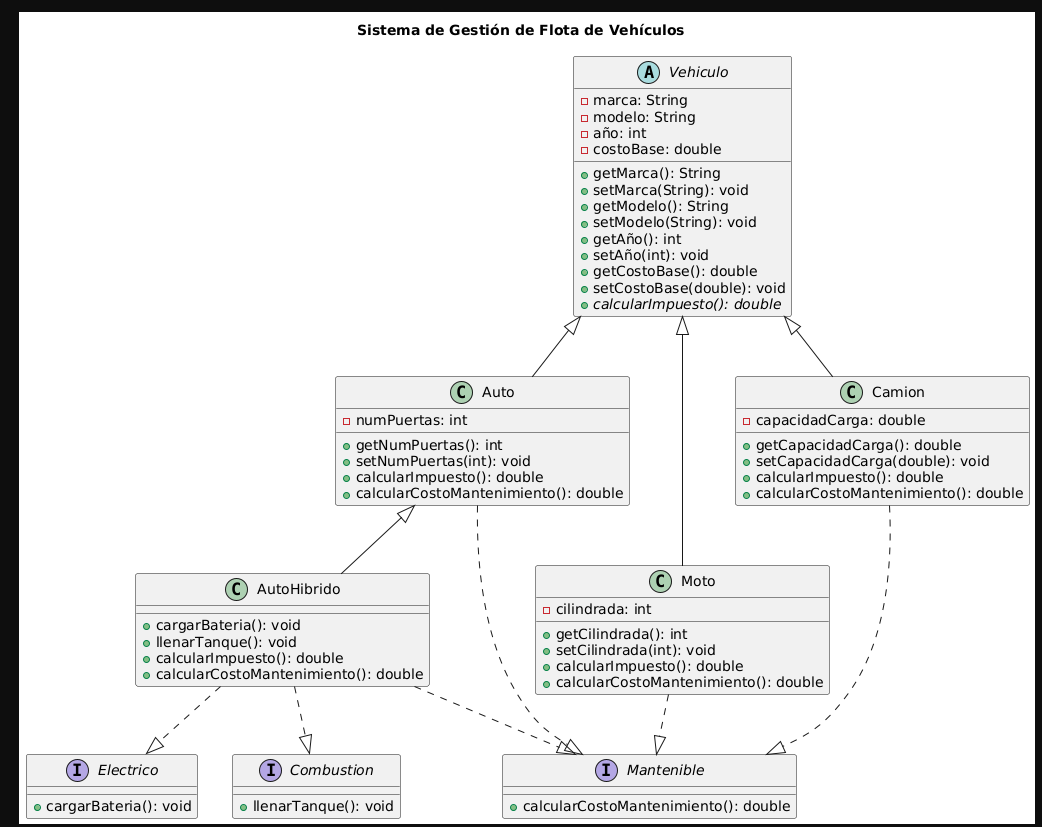 Sistema de Gestión de Flota de Vehículos
A Vehiculo
marca: String
modelo: String
año: int
costoBase: double
getMarca(): String
setMarca(String): void
getModelo(): String
setModelo(String): void
getAño(): int
setAño(int): void
getCostoBase(): double
setCostoBase(double): void
calcularImpuesto(): double
C Auto
numPuertas: int
getNumPuertas(): int
setNumPuertas(int): void
calcularImpuesto(): double
calcularCostoMantenimiento(): double
C Camion
capacidadCarga: double
getCapacidadCarga(): double
setCapacidadCarga(double): void
calcularImpuesto(): double
calcularCostoMantenimiento(): double
C AutoHibrido
cargarBateria(): void
llenarTanque(): void
calcularImpuesto(): double
calcularCostoMantenimiento(): double
C Moto
cilindrada: int
getCilindrada(): int
setCilindrada(int): void
calcularImpuesto(): double
calcularCostoMantenimiento(): double
I Electrico
cargarBateria(): void
I Combustion
llenarTanque(): void
I Mantenible
calcularCostoMantenimiento(): double